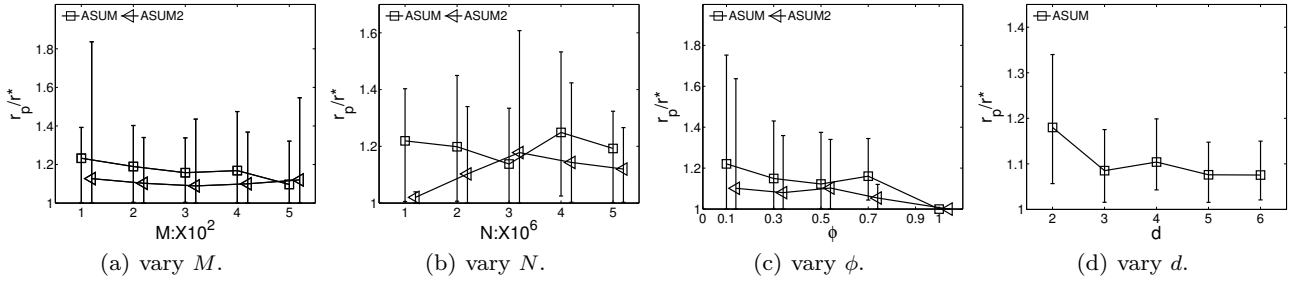 ASUM ASUM2
1.8
1.6
1.4
1.2
1
r_p/r*
1 2 3 4 5
M:X10²
(a) vary M.
ASUM ASUM2
1.6
1.4
1.2
1
r_p/r*
1 2 3 4 5
N:X10⁶
(b) vary N.
ASUM ASUM2
1.8
1.6
1.4
1.2
1
r_p/r*
0 0.1 0.3 0.5 0.7 0.9 1
ϕ
(c) vary ϕ.
ASUM
1.4
1.3
1.2
1.1
1
r_p/r*
2 3 4 5 6
d
(d) vary d.